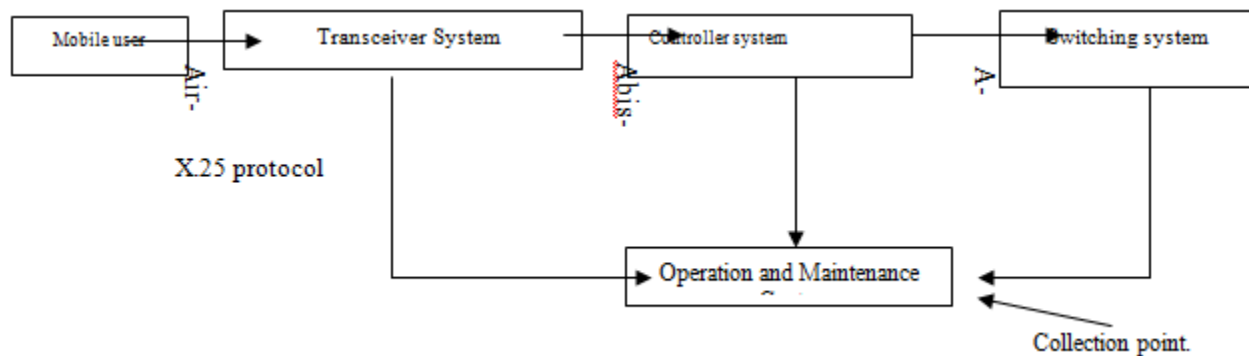 Mobile user
Transceiver System
Controller system
Switching system
Air-
Abis-
A-
X.25 protocol
Operation and Maintenance
Collection point.